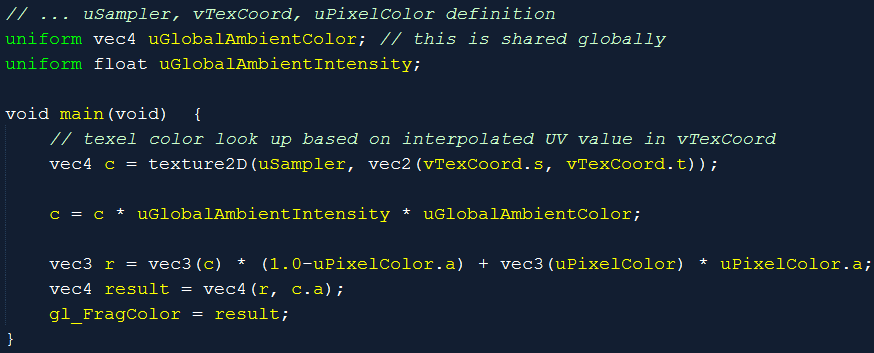 // ... uSampler, vTexCoord, uPixelColor definition
uniform vec4 uGlobalAmbientColor; // this is shared globally
uniform float uGlobalAmbientIntensity;
void main(void)  {
// texel color look up based on interpolated UV value in vTexCoord
vec4 c = texture2D(uSampler, vec2(vTexCoord.s, vTexCoord.t));
c = c * uGlobalAmbientIntensity * uGlobalAmbientColor;
vec3 r = vec3(c) * (1.0-uPixelColor.a) + vec3(uPixelColor) * uPixelColor.a;
vec4 result = vec4(r, c.a);
gl_FragColor = result;
}